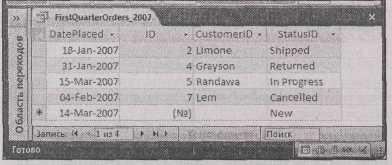 FirstQuarterOrders_2007
DatePlaced ID CustomerID StatusID
18-Jan-2007 2 Limone Shipped
31-Jan-2007 4 Grayson Returned
15-Mar-2007 5 Randawa In Progress
04-Feb-2007 7 Lem Cancelled
14-Mar-2007 (№) New
Область переходов
Запись: 1 из 4 Поиск
Готово